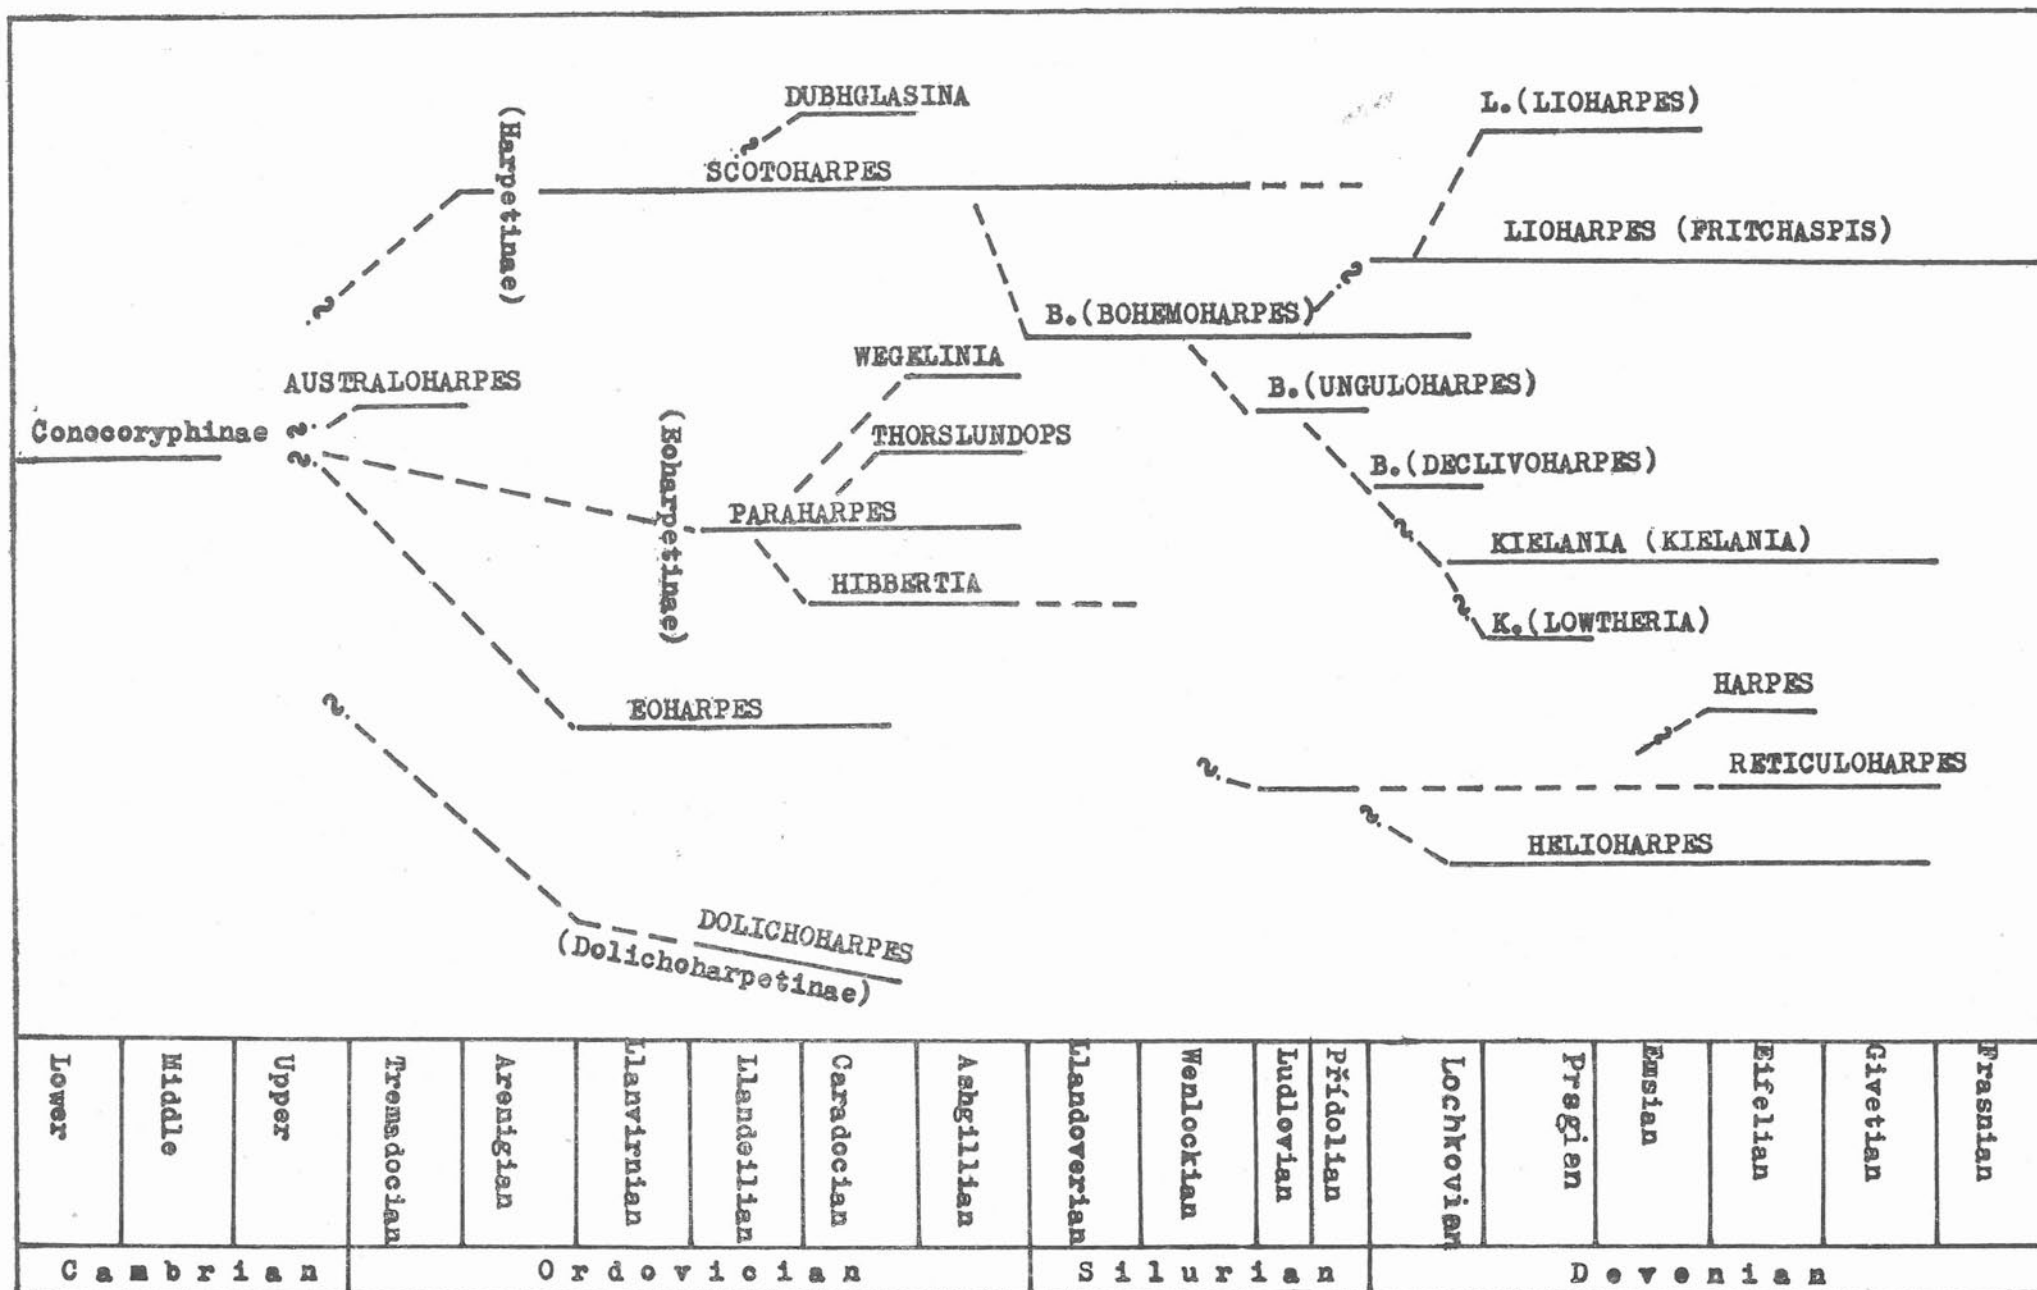 DUBHGLASINA
L.(LIOHARPES)
(Harpetinae)
SCOTOHARPES
LIOHARPES (FRITCHASPIS)
?
?
?
B.(BOHEMOHARPES)
WEGELINIA
AUSTRALOHARPES
B.(UNGULOHARPES)
Conocoryphinae
?
?
(Eoharpetinae)
THORSLUNDOPS
B.(DECLIVOHARPES)
PARAHARPES
?
KIELANIA (KIELANIA)
HIBBERTIA
?
K.(LOWTHERIA)
HARPES
?
EOHARPES
?
?
RETICULOHARPES
?
HELIOHARPES
DOLICHOHARPES
(Dolichoharpetinae)
Lower
Middle
Upper
Tremadocian
Arenigian
Llanvirnian
Llandeilian
Caradocian
Ashgillian
Llandoverian
Wenlockian
Ludlovian
Přídolian
Lochkovian
Pragian
Emsian
Eifelian
Givetian
Frasnian
Cambrian
Ordovician
Silurian
Devonian